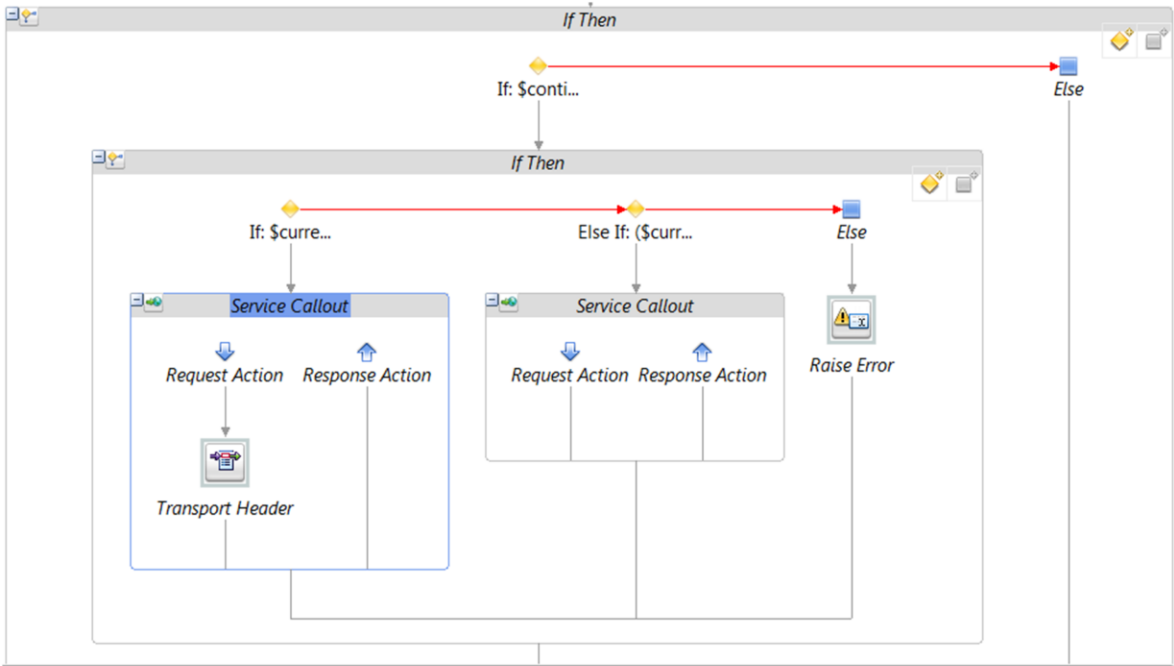 If Then
If: $conti...
Else
If Then
If: $curre...
Else If: ($curr...
Else
Service Callout
Service Callout
Request Action
Response Action
Request Action
Response Action
Raise Error
Transport Header